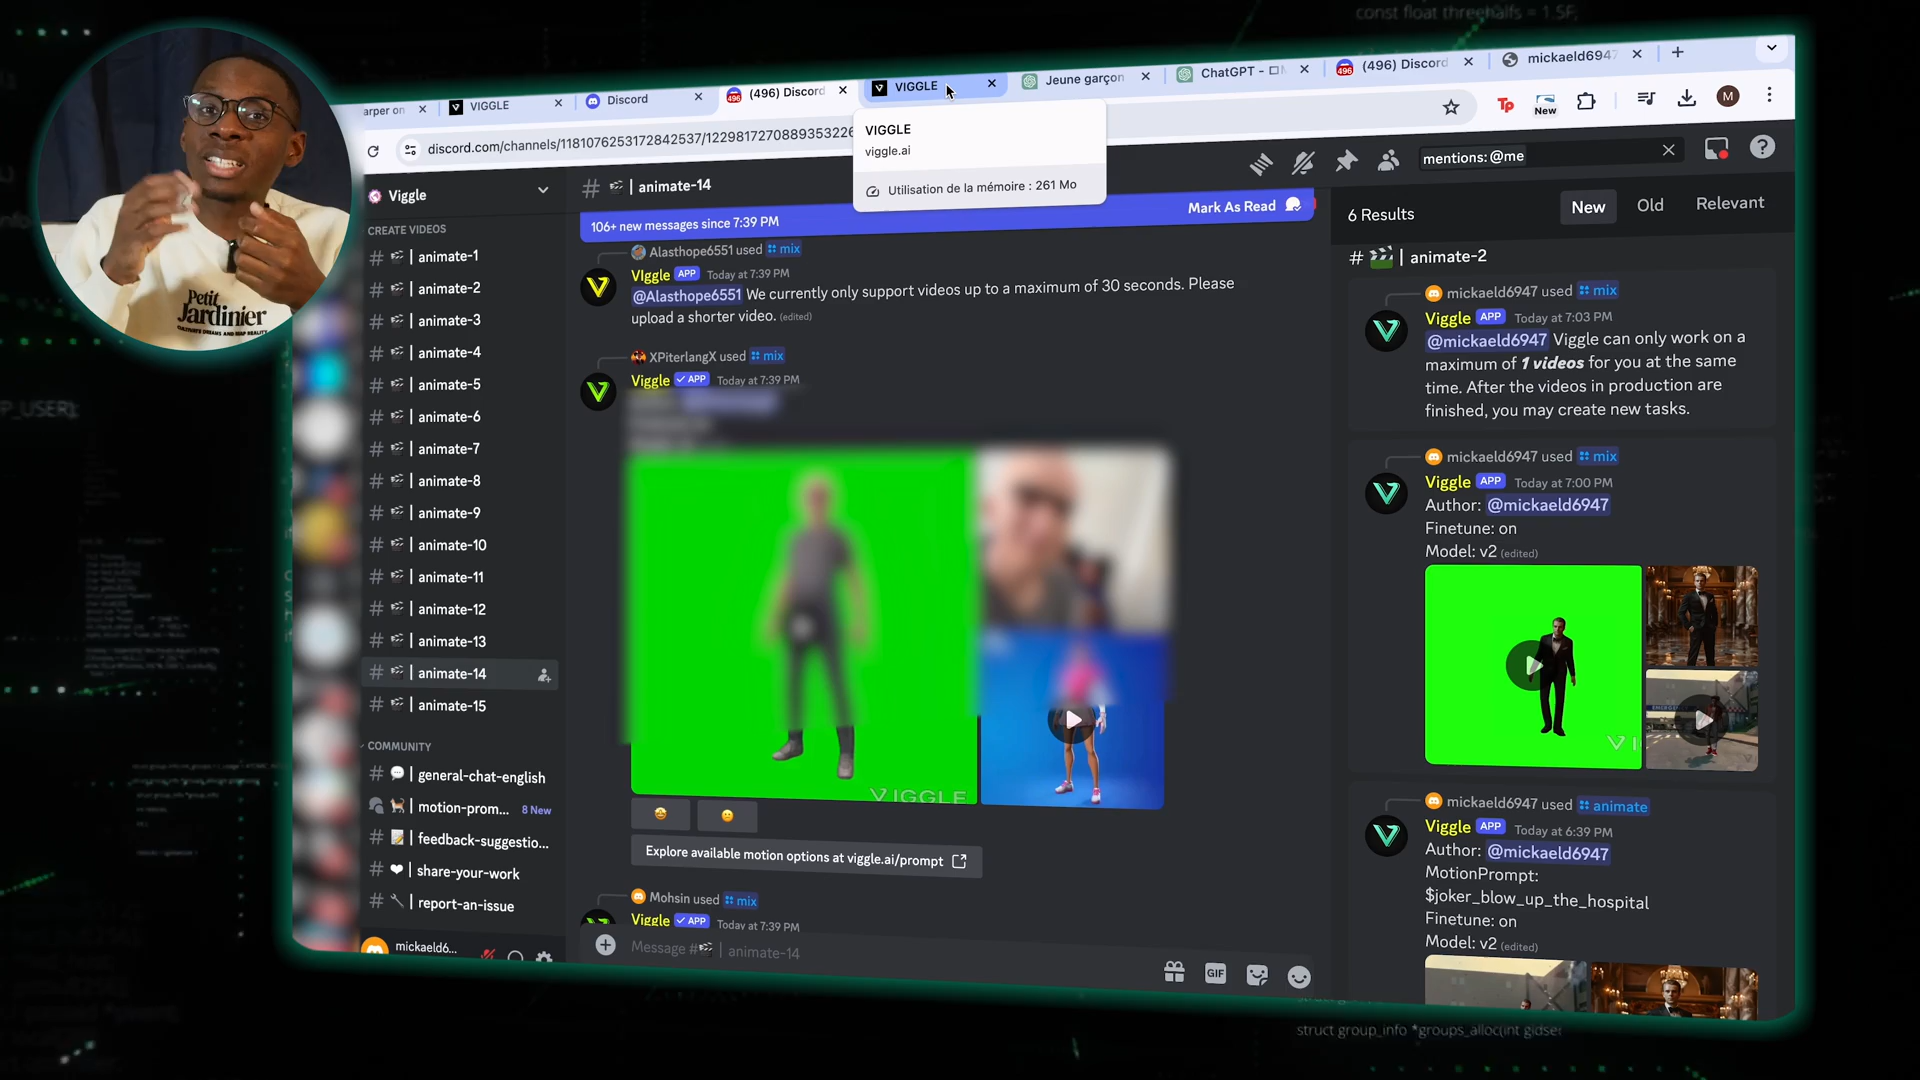 const float threehalfs = 1.5F;
arper on
VIGGLE
Discord
(496) Discord
VIGGLE
Jeune garçon
ChatGPT -
(496) Discord
mickaeld6947
discord.com/channels/1181076253172842537/1229817270889353226
New
M
VIGGLE
viggle.ai
Utilisation de la mémoire : 261 Mo
Viggle
CREATE VIDEOS
# | animate-1
# | animate-2
# | animate-3
# | animate-4
# | animate-5
# | animate-6
# | animate-7
# | animate-8
# | animate-9
# | animate-10
# | animate-11
# | animate-12
# | animate-13
# | animate-14
# | animate-15
COMMUNITY
# | general-chat-english
| motion-prom... 8 New
# | feedback-suggestio...
# | share-your-work
# | report-an-issue
mickaeld6...
# | animate-14
106+ new messages since 7:39 PM
Mark As Read
Alasthope6551 used mix
VIggle APP Today at 7:39 PM
@Alasthope6551 We currently only support videos up to a maximum of 30 seconds. Please
upload a shorter video. (edited)
XPiterlangX used mix
Viggle APP Today at 7:39 PM
VIGGLE
Explore available motion options at viggle.ai/prompt
Mohsin used mix
Viggle APP Today at 7:39 PM
Message # | animate-14
GIF
mentions: @me
6 Results
New
Old
Relevant
# | animate-2
mickaeld6947 used mix
Viggle APP Today at 7:03 PM
@mickaeld6947 Viggle can only work on a
maximum of 1 videos for you at the same
time. After the videos in production are
finished, you may create new tasks.
mickaeld6947 used mix
Viggle APP Today at 7:00 PM
Author: @mickaeld6947
Finetune: on
Model: v2 (edited)
mickaeld6947 used animate
Viggle APP Today at 6:39 PM
Author: @mickaeld6947
MotionPrompt:
$joker_blow_up_the_hospital
Finetune: on
Model: v2 (edited)
Petit
Jardinier
P_USER);
struct group_info *groups_alloc(int gidse